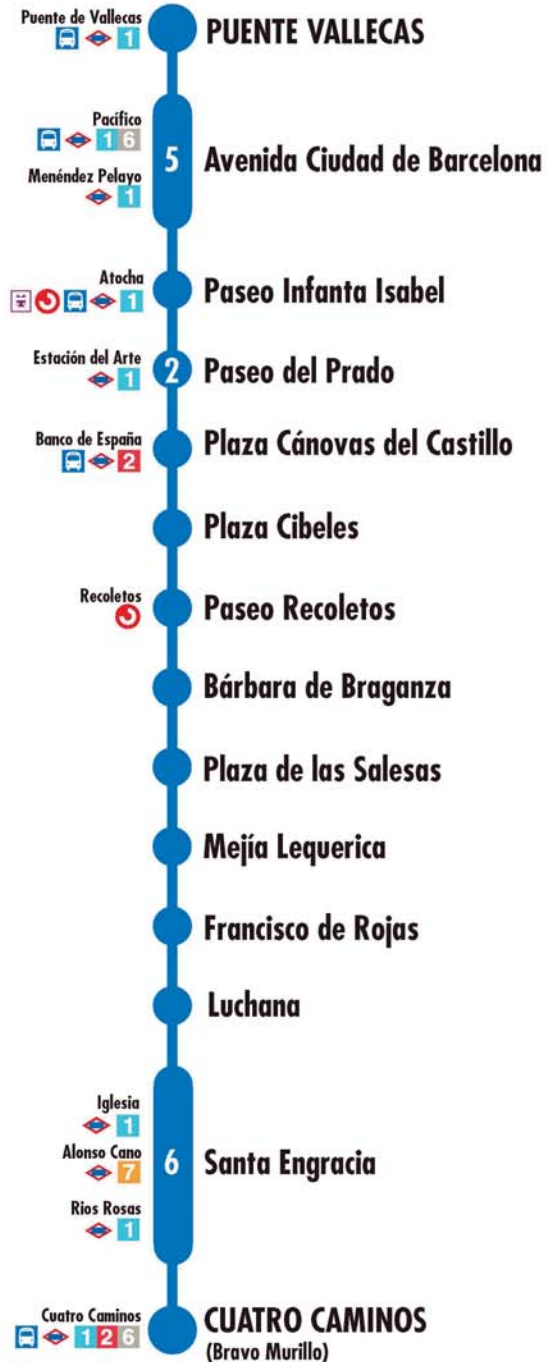 Puente de Vallecas
1
PUENTE VALLECAS
Pacífico
1 6
Menéndez Pelayo
1
5
Avenida Ciudad de Barcelona
Atocha
1
Paseo Infanta Isabel
Estación del Arte
1
2
Paseo del Prado
Banco de España
2
Plaza Cánovas del Castillo
Plaza Cibeles
Recoletos
Paseo Recoletos
Bárbara de Braganza
Plaza de las Salesas
Mejía Lequerica
Francisco de Rojas
Luchana
Iglesia
1
Alonso Cano
7
Rios Rosas
1
6
Santa Engracia
Cuatro Caminos
1 2 6
CUATRO CAMINOS
(Bravo Murillo)